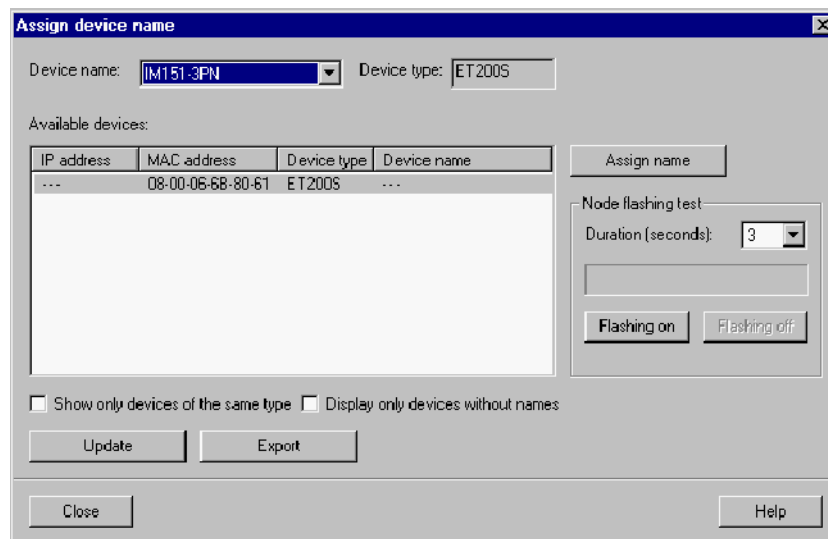 Assign device name
Device name: IM151-3PN Device type: ET200S
Available devices:
IP address MAC address Device type Device name
--- 08-00-06-6B-80-61 ET200S ---
Assign name
Node flashing test
Duration (seconds): 3
Flashing on Flashing off
Show only devices of the same type Display only devices without names
Update Export
Close Help